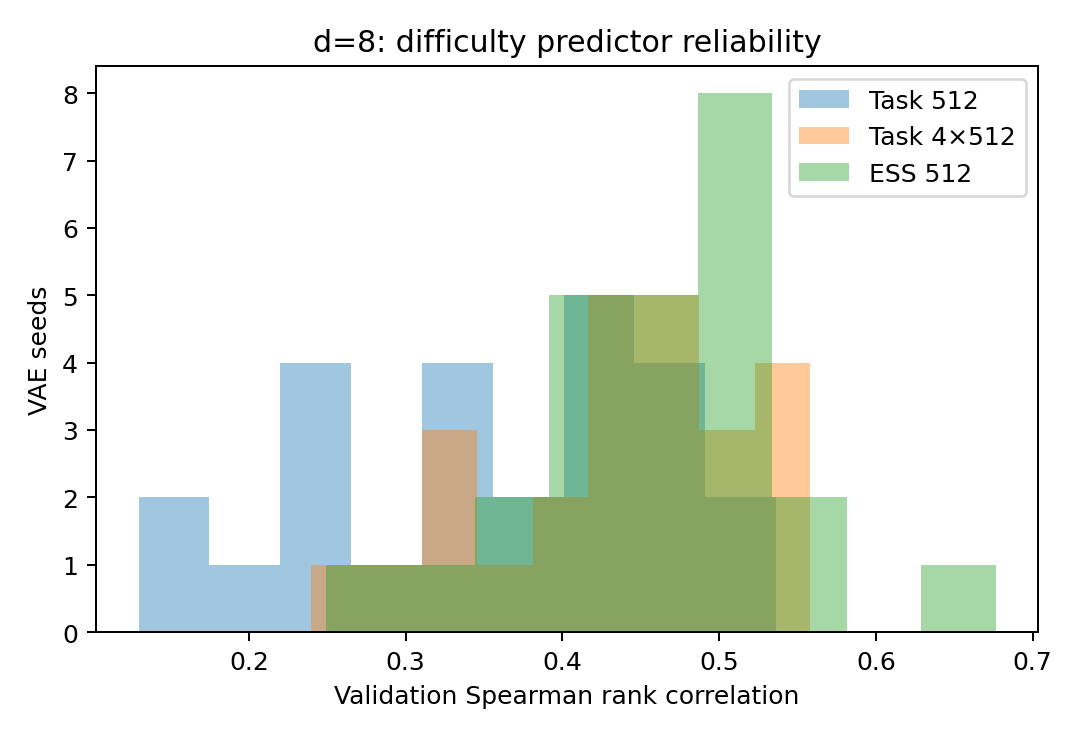 d=8: difficulty predictor reliability
Task 512
Task 4×512
ESS 512
8
7
6
5
4
3
2
1
0
VAE seeds
0.2 0.3 0.4 0.5 0.6 0.7
Validation Spearman rank correlation